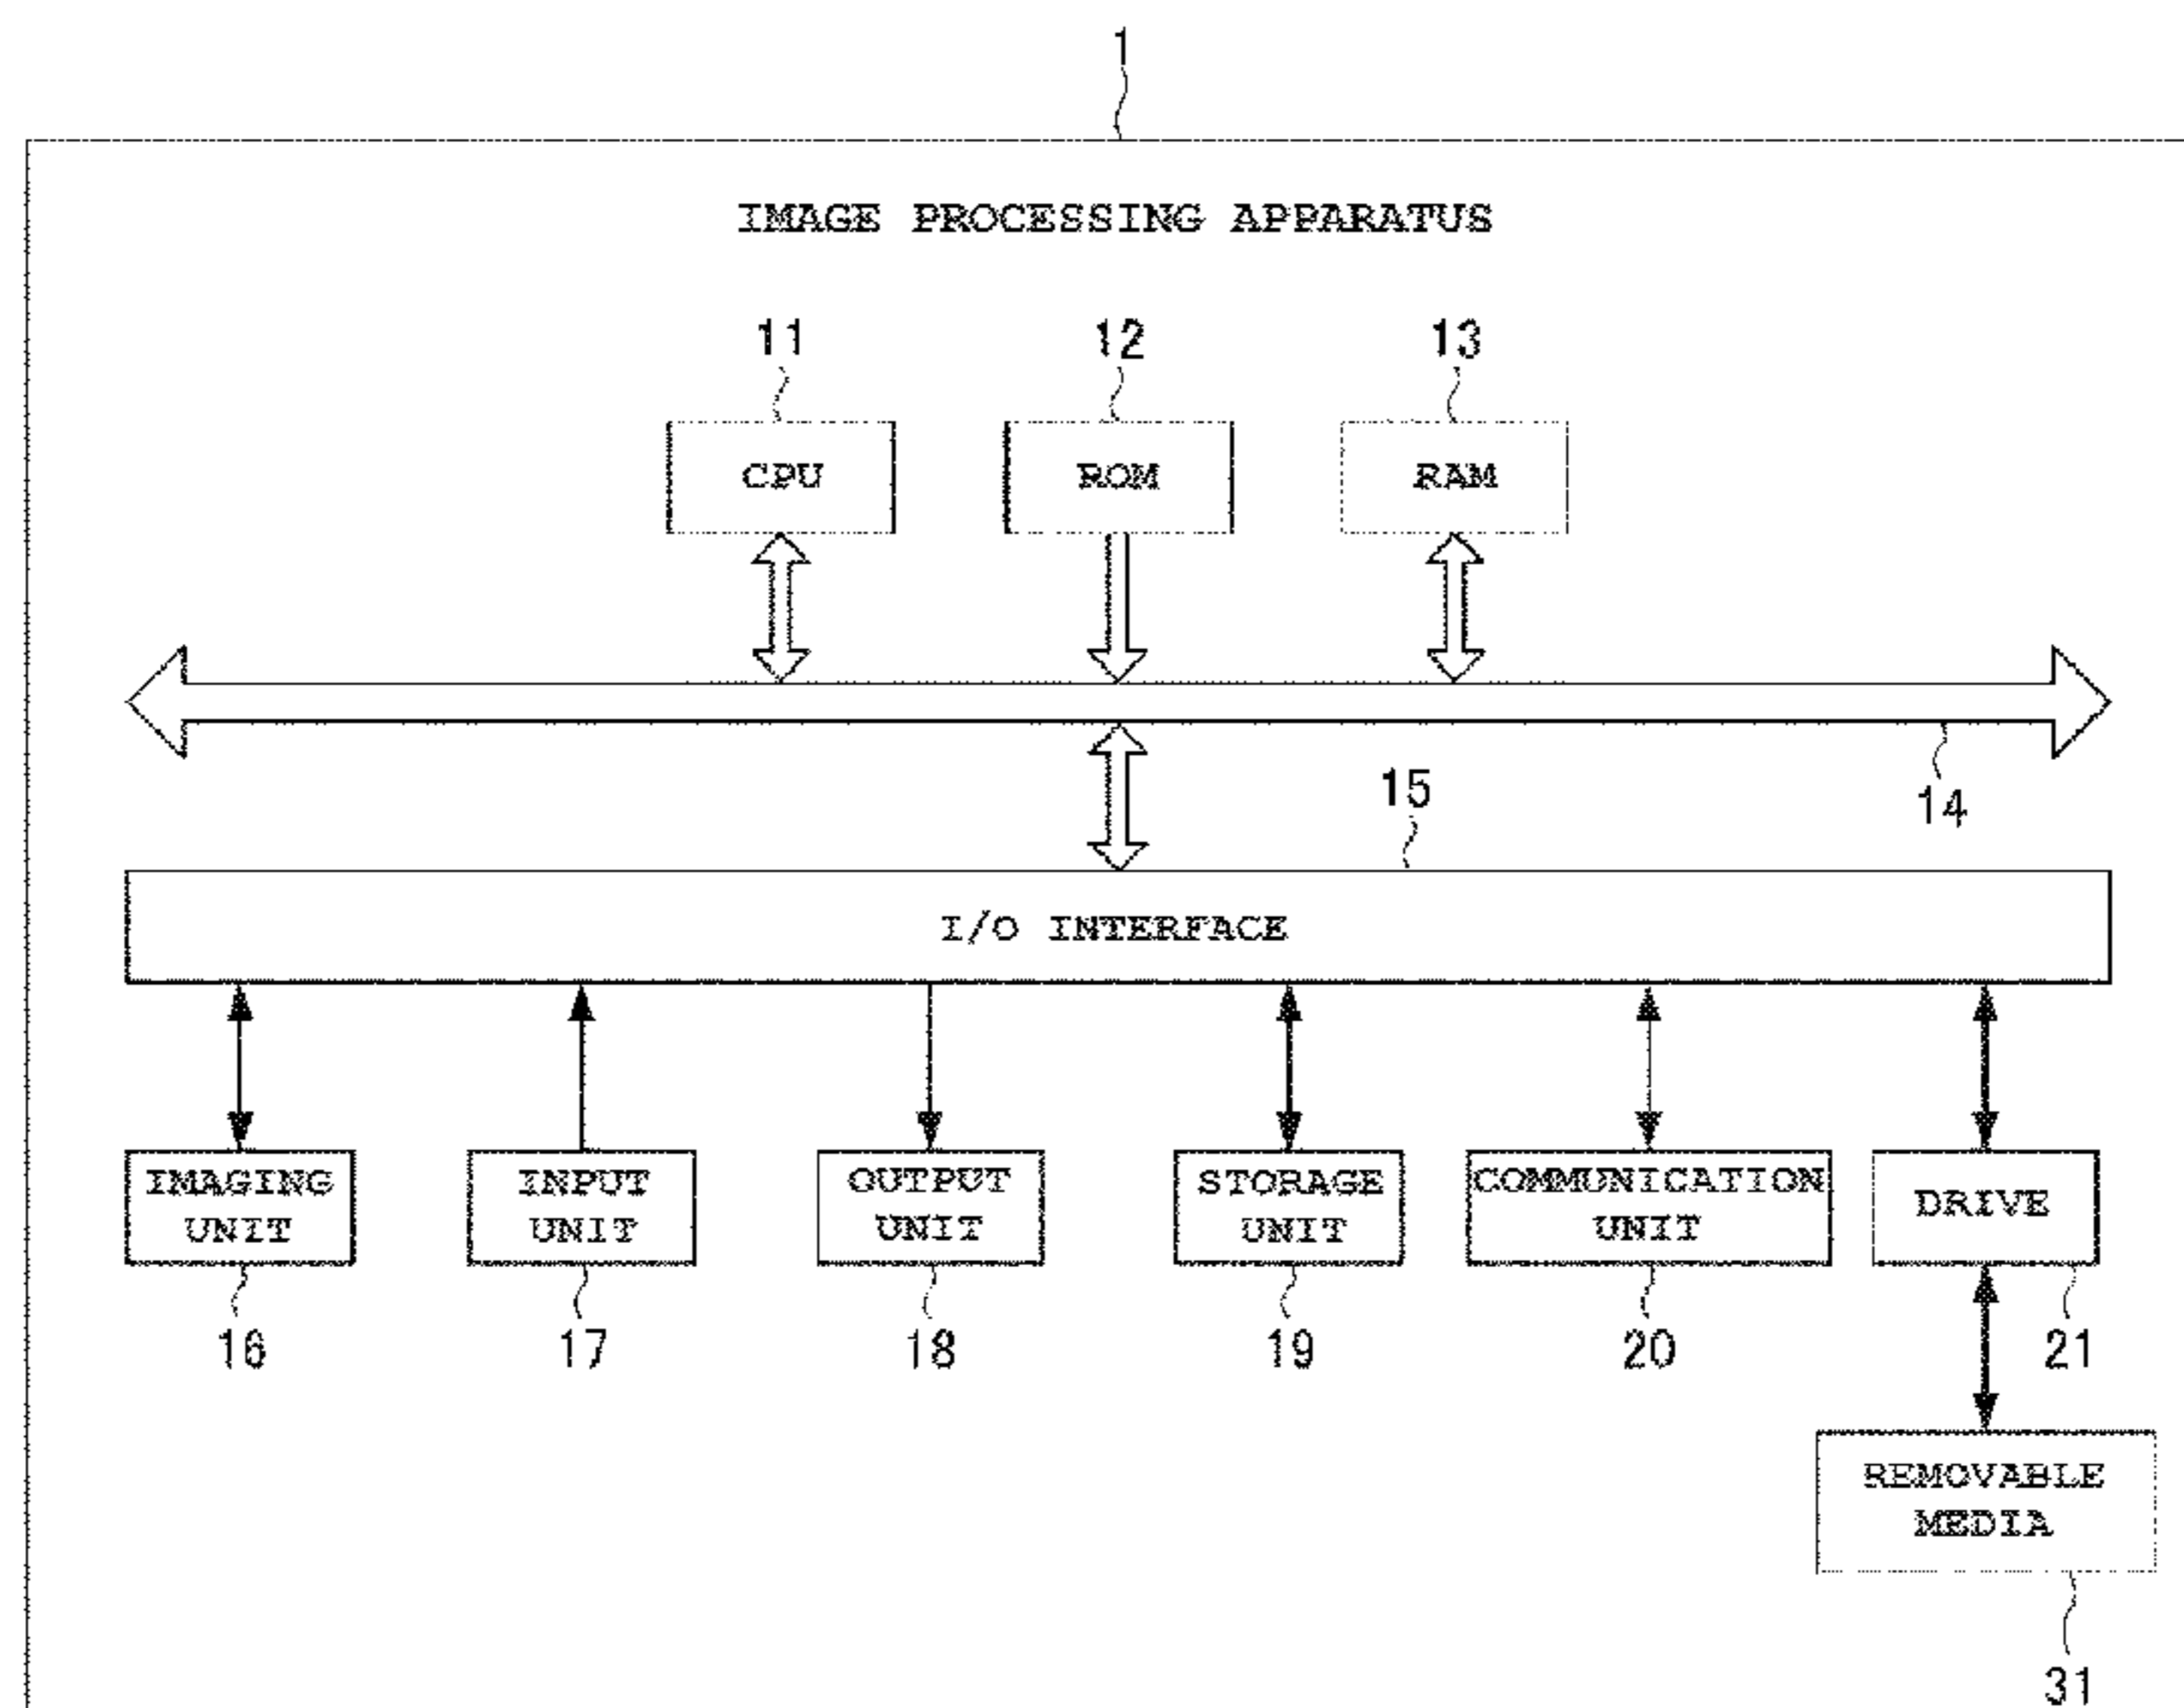 1
IMAGE PROCESSING APPARATUS
11
12
13
CPU
ROM
RAM
14
15
I/O INTERFACE
IMAGING
UNIT
INPUT
UNIT
OUTPUT
UNIT
STORAGE
UNIT
COMMUNICATION
UNIT
DRIVE
16
17
18
19
20
21
REMOVABLE
MEDIA
31